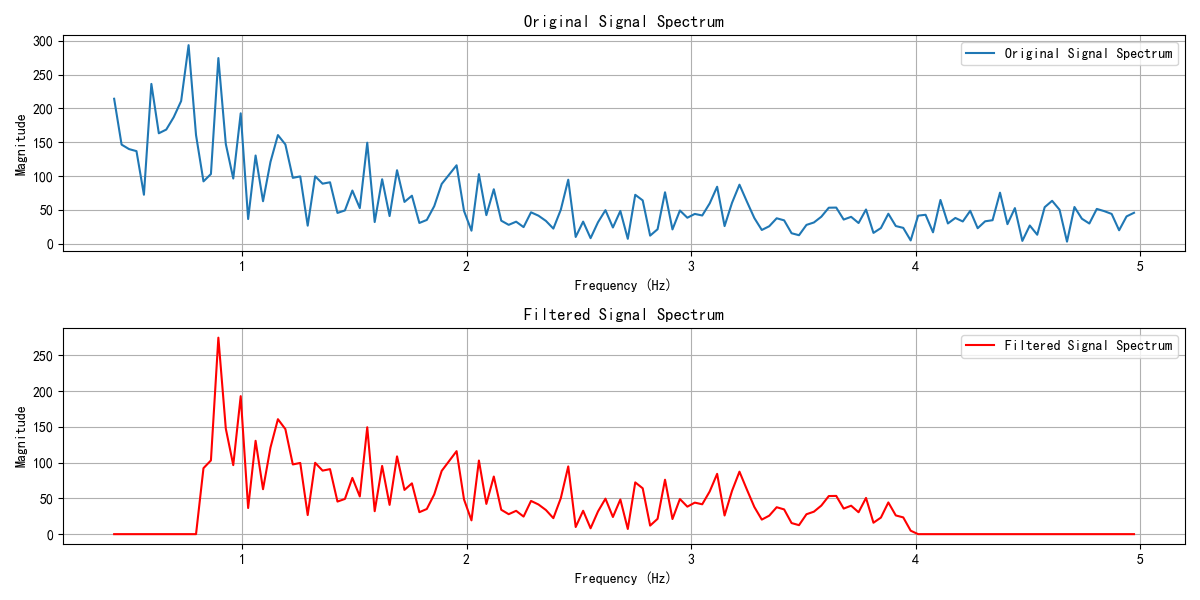 Original Signal Spectrum
300
250
200
150
100
50
0
Magnitude
Original Signal Spectrum
1
2
3
4
5
Frequency (Hz)
Filtered Signal Spectrum
250
200
150
100
50
0
Magnitude
Filtered Signal Spectrum
1
2
3
4
5
Frequency (Hz)